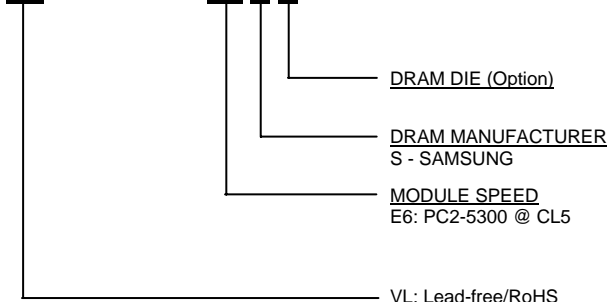 DRAM DIE (Option)
DRAM MANUFACTURER
S - SAMSUNG
MODULE SPEED
E6: PC2-5300 @ CL5
VL: Lead-free/RoHS